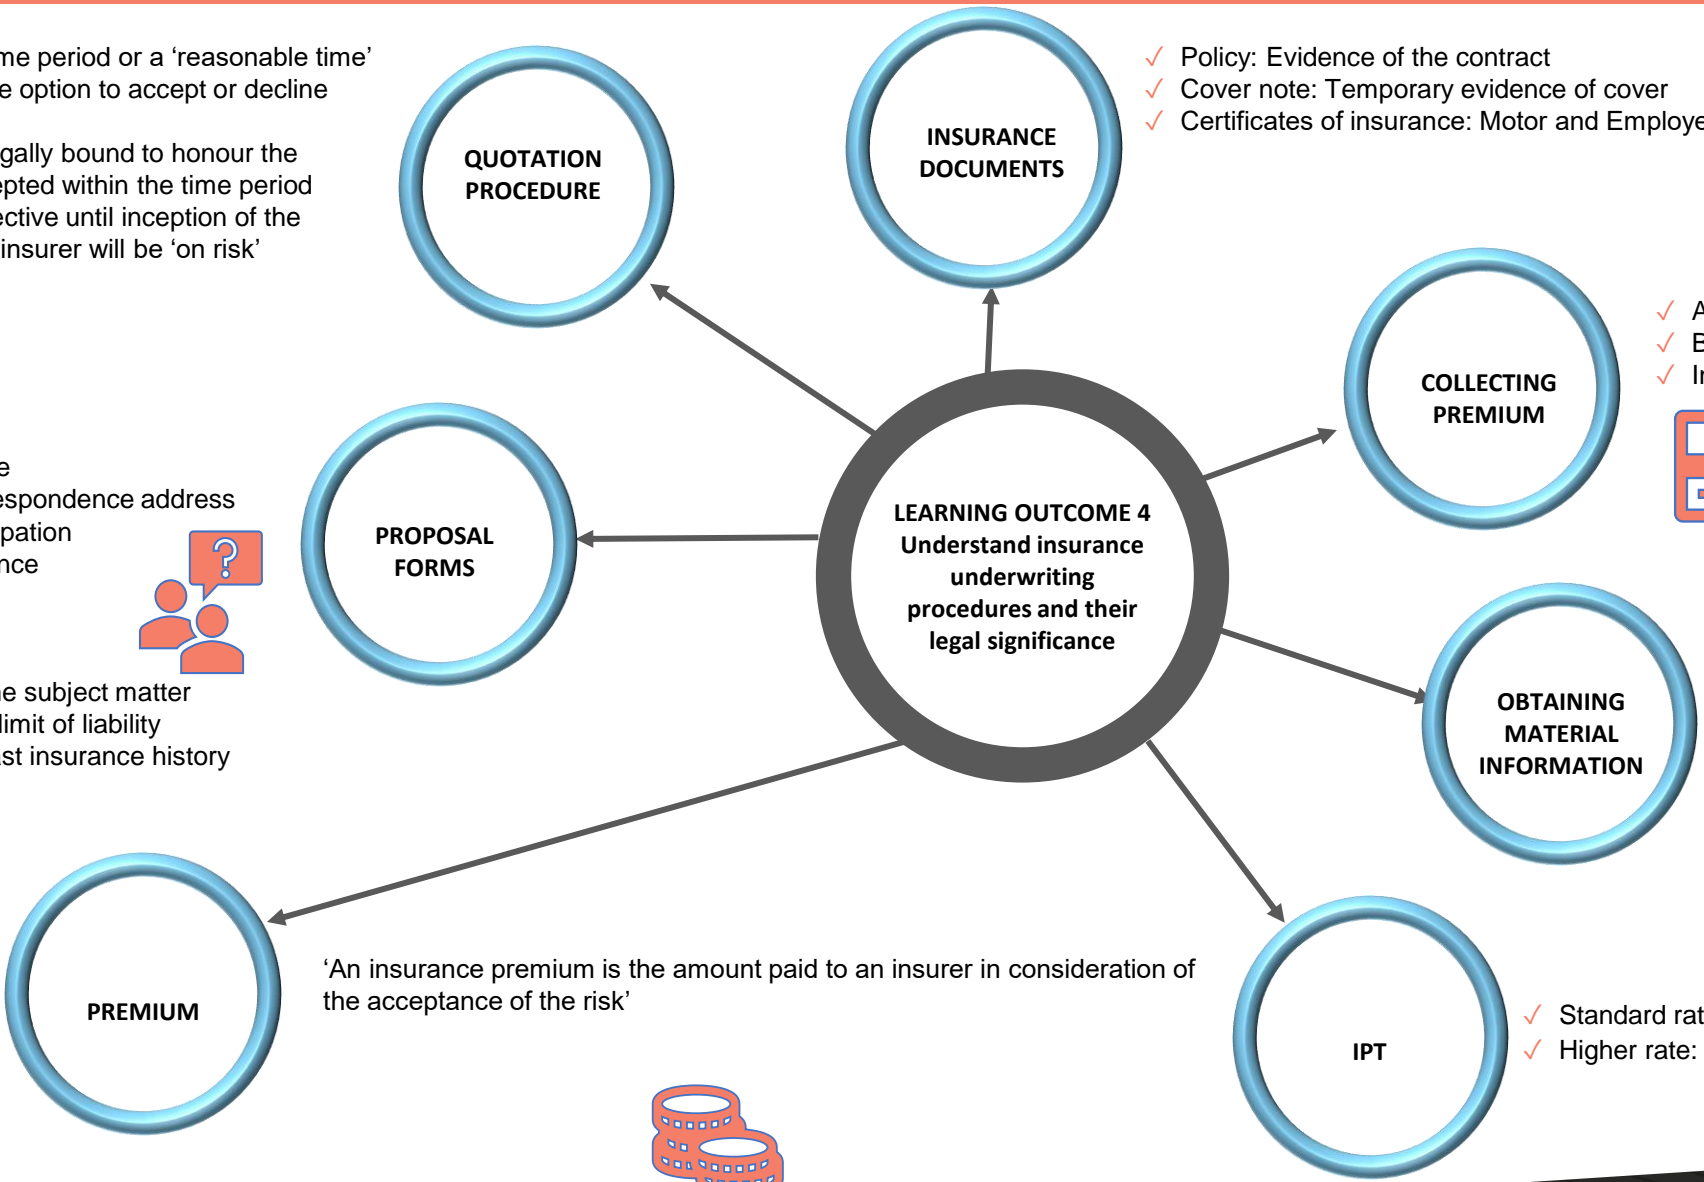 me period or a ‘reasonable time’
e option to accept or decline
gally bound to honour the
epted within the time period
ective until inception of the
insurer will be ‘on risk’
QUOTATION
PROCEDURE
INSURANCE
DOCUMENTS
✓ Policy: Evidence of the contract
✓ Cover note: Temporary evidence of cover
✓ Certificates of insurance: Motor and Employe
COLLECTING
PREMIUM
✓ A
✓ B
✓ I
e
espondence address
pation
nce
?
PROPOSAL
FORMS
LEARNING OUTCOME 4
Understand insurance
underwriting
procedures and their
legal significance
ne subject matter
limit of liability
ast insurance history
OBTAINING
MATERIAL
INFORMATION
PREMIUM
‘An insurance premium is the amount paid to an insurer in consideration of
the acceptance of the risk’
IPT
✓ Standard rat
✓ Higher rate: